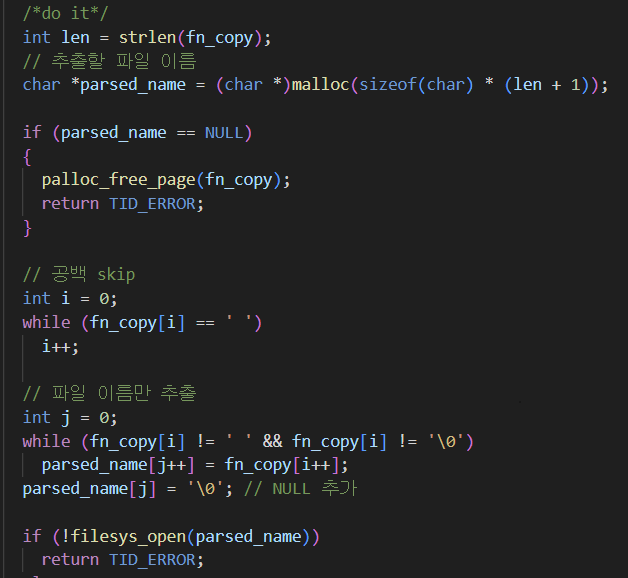 /*do it*/
int len = strlen(fn_copy);
// 추출할 파일 이름
char *parsed_name = (char *)malloc(sizeof(char) * (len + 1));
if (parsed_name == NULL)
{
palloc_free_page(fn_copy);
return TID_ERROR;
}
// 공백 skip
int i = 0;
while (fn_copy[i] == ' ')
i++;
// 파일 이름만 추출
int j = 0;
while (fn_copy[i] != ' ' && fn_copy[i] != '\0')
parsed_name[j++] = fn_copy[i++];
parsed_name[j] = '\0'; // NULL 추가
if (!filesys_open(parsed_name))
return TID_ERROR;